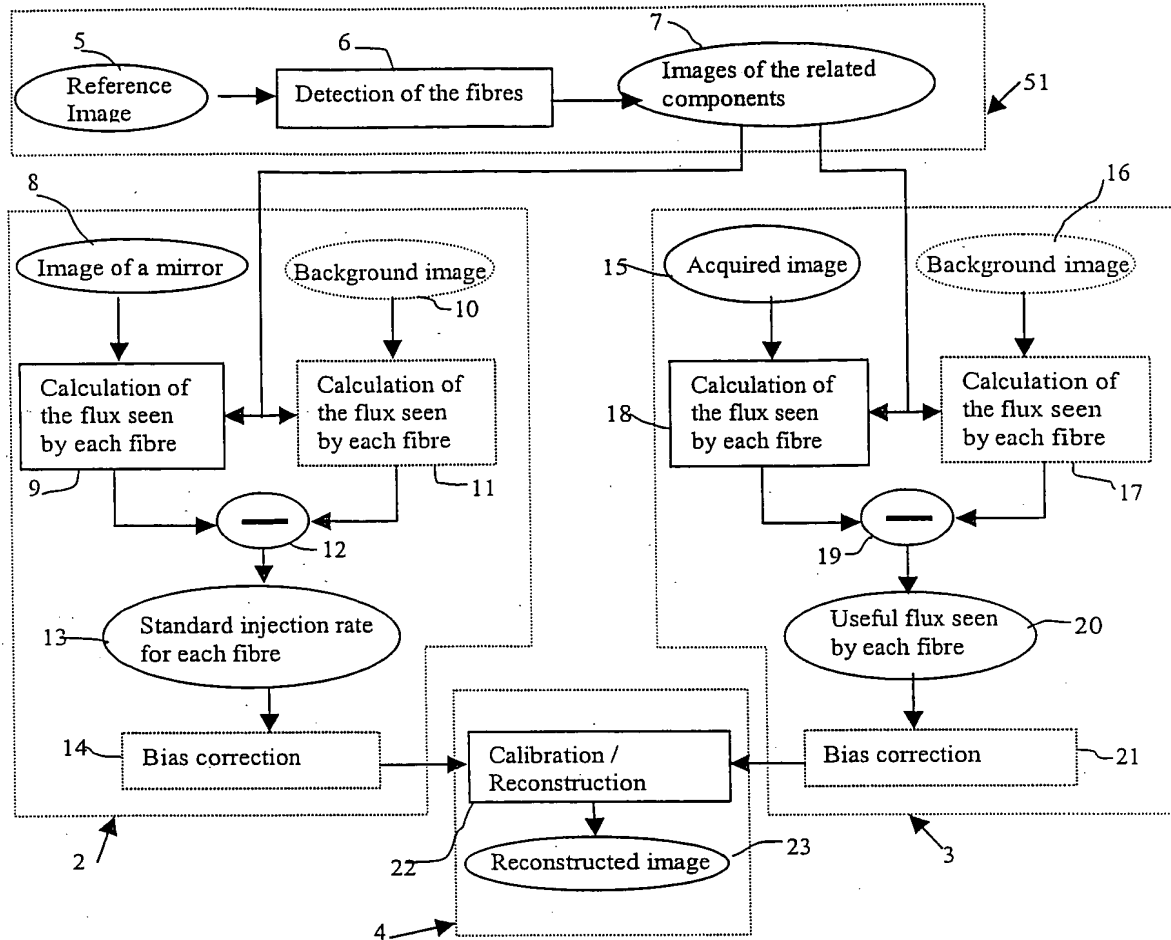 5
6
7
Reference
Image
Detection of the fibres
Images of the related
components
51
8
16
Image of a mirror
Background image
10
15
Acquired image
Background image
Calculation of
the flux seen
by each fibre
Calculation of
the flux seen
by each fibre
18
Calculation of
the flux seen
by each fibre
Calculation of
the flux seen
by each fibre
9
11
17
12
19
13
Standard injection rate
for each fibre
Useful flux seen
by each fibre
20
14
Bias correction
Calibration /
Reconstruction
Bias correction
21
2
22
Reconstructed image
23
3
4